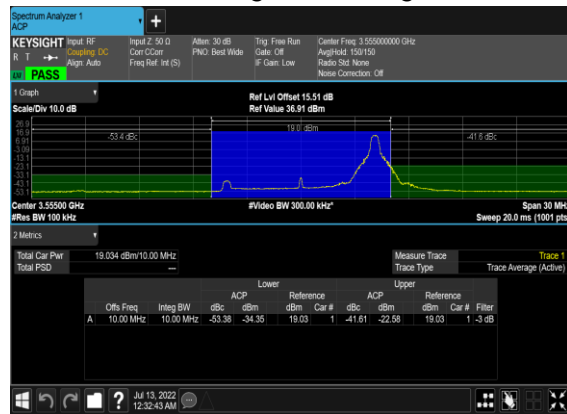 Spectrum Analyzer 1
ACP
KEYSIGHT Input: RF Input Z: 50 Ω Atten: 30 dB Trig: Free Run Center Freq: 3.555000000 GHz
R T Coupling: DC Corr CCorr PNO: Best Wide Gate: Off Avg|Hold: 150/150
Align: Auto Freq Ref: Int (S) IF Gain: Low Radio Std: None
LXI PASS Noise Correction: Off
1 Graph
Ref Lvl Offset 15.51 dB
Scale/Div 10.0 dB Ref Value 36.91 dBm
26.9
16.9 -53.4 dBc 19.0 dBm -41.6 dBc
6.91
-3.09
-13.1
-23.1
-33.1
-43.1
-53.1
Center 3.55500 GHz #Video BW 300.00 kHz* Span 30 MHz
#Res BW 100 kHz Sweep 20.0 ms (1001 pts
2 Metrics
Total Car Pwr 19.034 dBm/10.00 MHz Measure Trace Trace 1
Total PSD --- Trace Type Trace Average (Active)
Lower Upper
ACP Reference ACP Reference
Offs Freq Integ BW dBc dBm dBm Car # dBc dBm dBm Car # Filter
A 10.00 MHz 10.00 MHz -53.38 -34.35 19.03 1 -41.61 -22.58 19.03 1 -3 dB
? Jul 13, 2022
12:32:43 AM